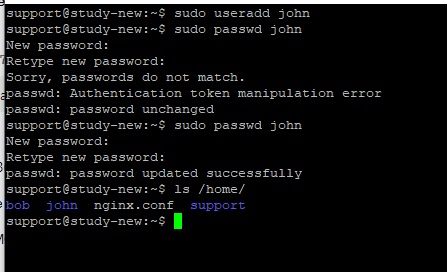 support@study-new:~$ sudo useradd john
support@study-new:~$ sudo passwd john
New password:
Retype new password:
Sorry, passwords do not match.
passwd: Authentication token manipulation error
passwd: password unchanged
support@study-new:~$ sudo passwd john
New password:
Retype new password:
passwd: password updated successfully
support@study-new:~$ ls /home/
bob john nginx.conf support
support@study-new:~$